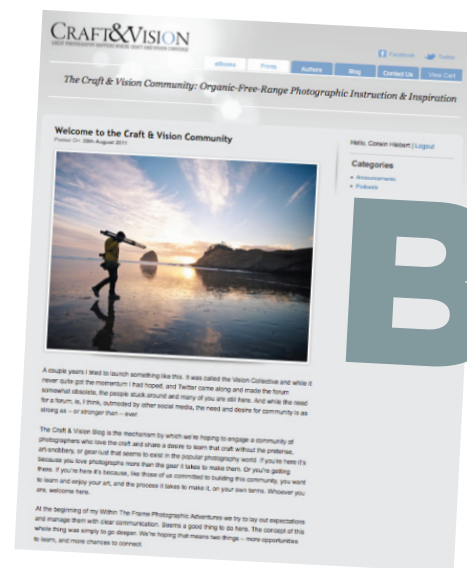 CRAFT&VISION
GREAT PHOTOGRAPHY HAPPENS WHERE CRAFT AND VISION CONVERGE
Facebook Twitter
eBooks Prints Authors Blog Contact Us View Cart
The Craft & Vision Community: Organic-Free-Range Photographic Instruction & Inspiration
Welcome to the Craft & Vision Community
Posted On: 29th August 2011
Hello, Corwin Hiebert | Logout
Categories
• Announcements
• Podcasts
B
A couple years I tried to launch something like this. It was called the Vision Collective and while it
never quite got the momentum I had hoped, and Twitter came along and made the forum
somewhat obsolete, the people stuck around and many of you are still here. And while the need
for a forum, is, I think, outmoded by other social media, the need and desire for community is as
strong as – or stronger than – ever.
The Craft & Vision Blog is the mechanism by which we're hoping to engage a community of
photographers who love the craft and share a desire to learn that craft without the pretense,
art-snobbery, or gear-lust that seems to exist in the popular photography world. If you're here it's
because you love photographs more than the gear it takes to make them. Or you're getting
there. If you're here it's because, like those of us committed to building this community, you want
to learn and enjoy your art, and the process it takes to make it, on your own terms. Whoever you
are, welcome here.
At the beginning of my Within The Frame Photographic Adventures we try to lay out expectations
and manage them with clear communication. Seems a good thing to do here. The concept of this
whole thing was simply to go deeper. We're hoping that means two things – more opportunities
to learn, and more chances to connect.